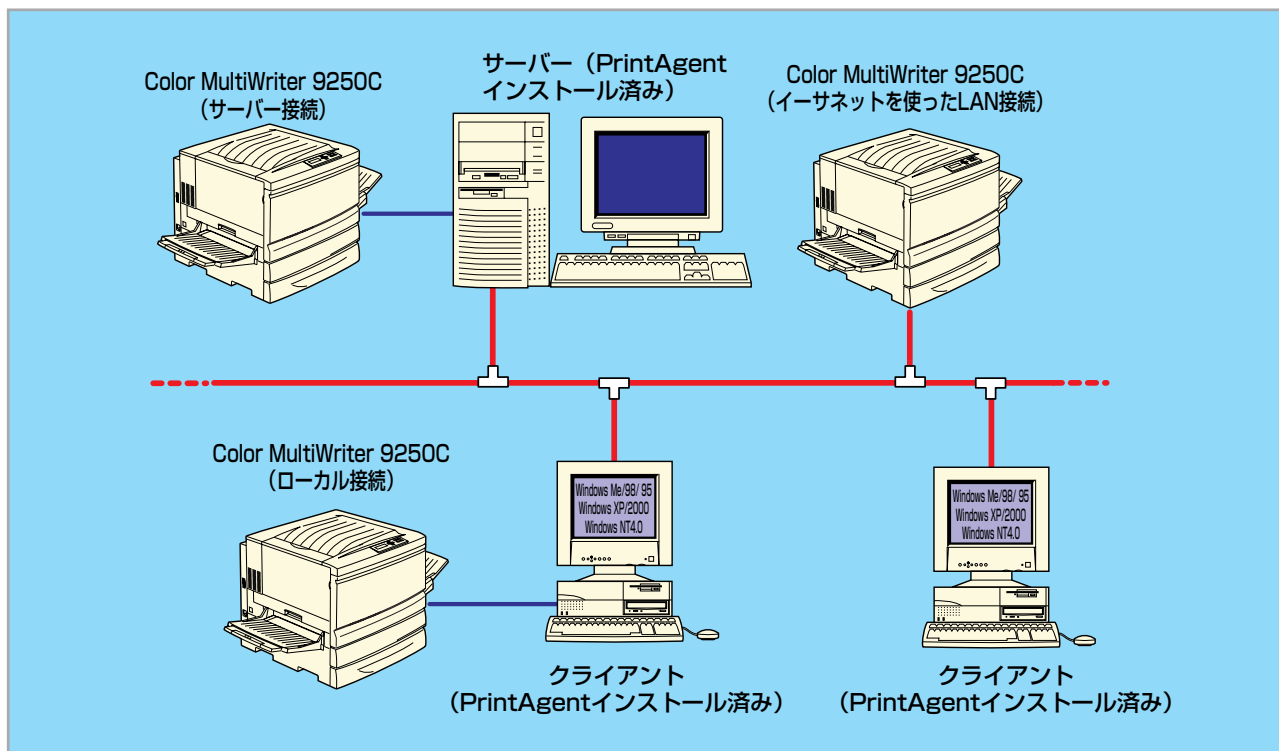 Color MultiWriter 9250C
（サーバー接続）
サーバー（PrintAgent
インストール済み）
Color MultiWriter 9250C
（イーサネットを使ったLAN接続）
Color MultiWriter 9250C
（ローカル接続）
Windows Me/98/ 95
Windows XP/2000
Windows NT4.0
クライアント
（PrintAgentインストール済み）
Windows Me/98/ 95
Windows XP/2000
Windows NT4.0
クライアント
（PrintAgentインストール済み）